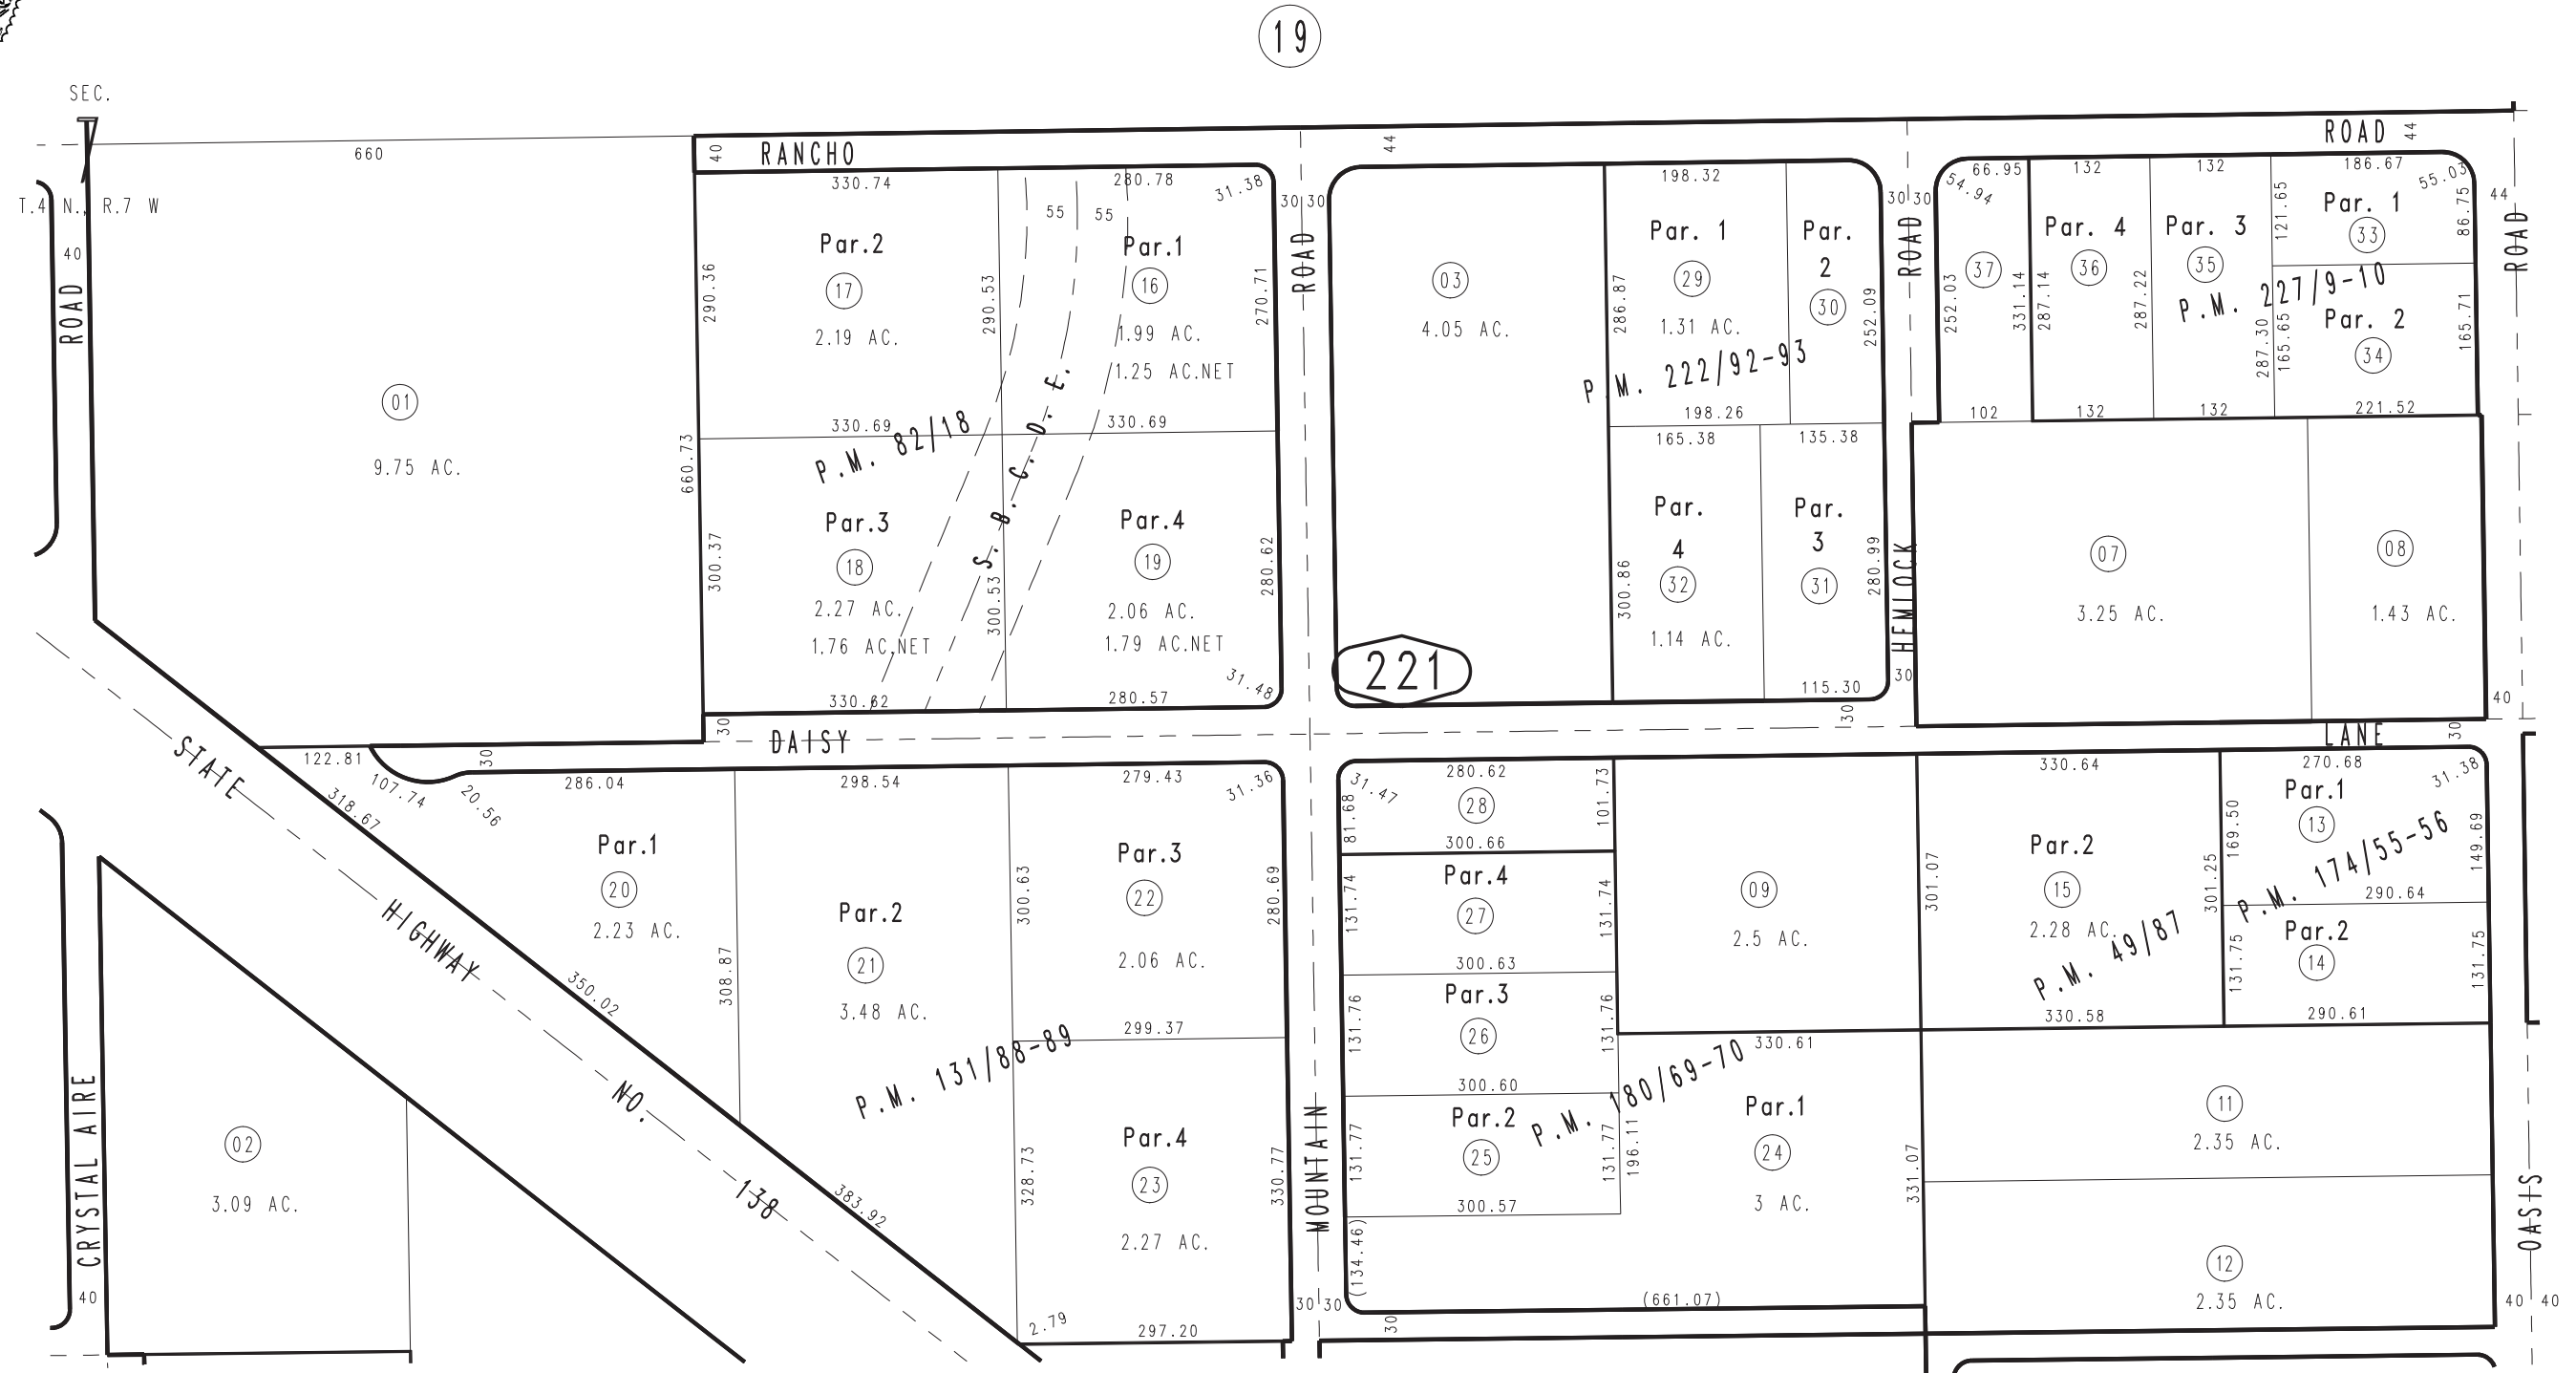 19
SEC.
T.4 N., R.7 W
660
40
RANCHO
44
ROAD
44
330.74
280.78
31.38
30 30
198.32
30 30
54.94
66.95
132
132
186.67
55.03
44
40
ROAD
01
9.75 AC.
660.73
290.36
Par.2
17
2.19 AC.
290.53
55
55
Par.1
16
1.99 AC.
1.25 AC.NET
270.71
330.69
330.69
P.M. 82/18
S. B. C. D. E.
300.37
Par.3
18
2.27 AC.
1.76 AC.NET
300.53
Par.4
19
2.06 AC.
1.79 AC.NET
280.62
330.62
280.57
31.48
ROAD
03
4.05 AC.
221
286.87
Par. 1
29
1.31 AC.
Par.
2
30
252.09
P.M. 222/92-93
198.26
165.38
135.38
300.86
Par.
4
32
1.14 AC.
Par.
3
31
280.99
115.30
30
ROAD
HEMLOCK
30
252.03
37
331.14
287.14
Par. 4
36
287.22
Par. 3
35
287.30
121.65
Par. 1
33
86.75
P.M. 227/9-10
165.65
Par. 2
34
165.71
102
132
132
221.52
ROAD
07
3.25 AC.
08
1.43 AC.
40
30
DAISY
LANE
30
STATE
HIGHWAY
NO.
138
122.81
107.74
20.56
318.67
30
286.04
298.54
279.43
31.36
Par.1
20
2.23 AC.
350.02
308.87
Par.2
21
3.48 AC.
383.92
300.63
Par.3
22
2.06 AC.
280.69
299.37
P.M. 131/88-89
328.73
Par.4
23
2.27 AC.
330.77
2.79
297.20
CRYSTAL AIRE
40
02
3.09 AC.
MOUNTAIN
30 30
31.47
280.62
81.68
28
101.73
300.66
131.74
Par.4
27
131.74
300.63
131.76
Par.3
26
131.76
300.60
131.77
Par.2
25
131.77
300.57
(134.46)
P.M. 180/69-70
09
2.5 AC.
330.61
196.11
Par.1
24
3 AC.
331.07
(661.07)
30
330.64
301.07
Par.2
15
2.28 AC.
301.25
P.M. 49/87
330.58
270.68
31.38
169.50
Par.1
13
149.69
P.M. 174/55-56
290.64
131.75
Par.2
14
131.75
290.61
11
2.35 AC.
12
2.35 AC.
OASIS
40 40